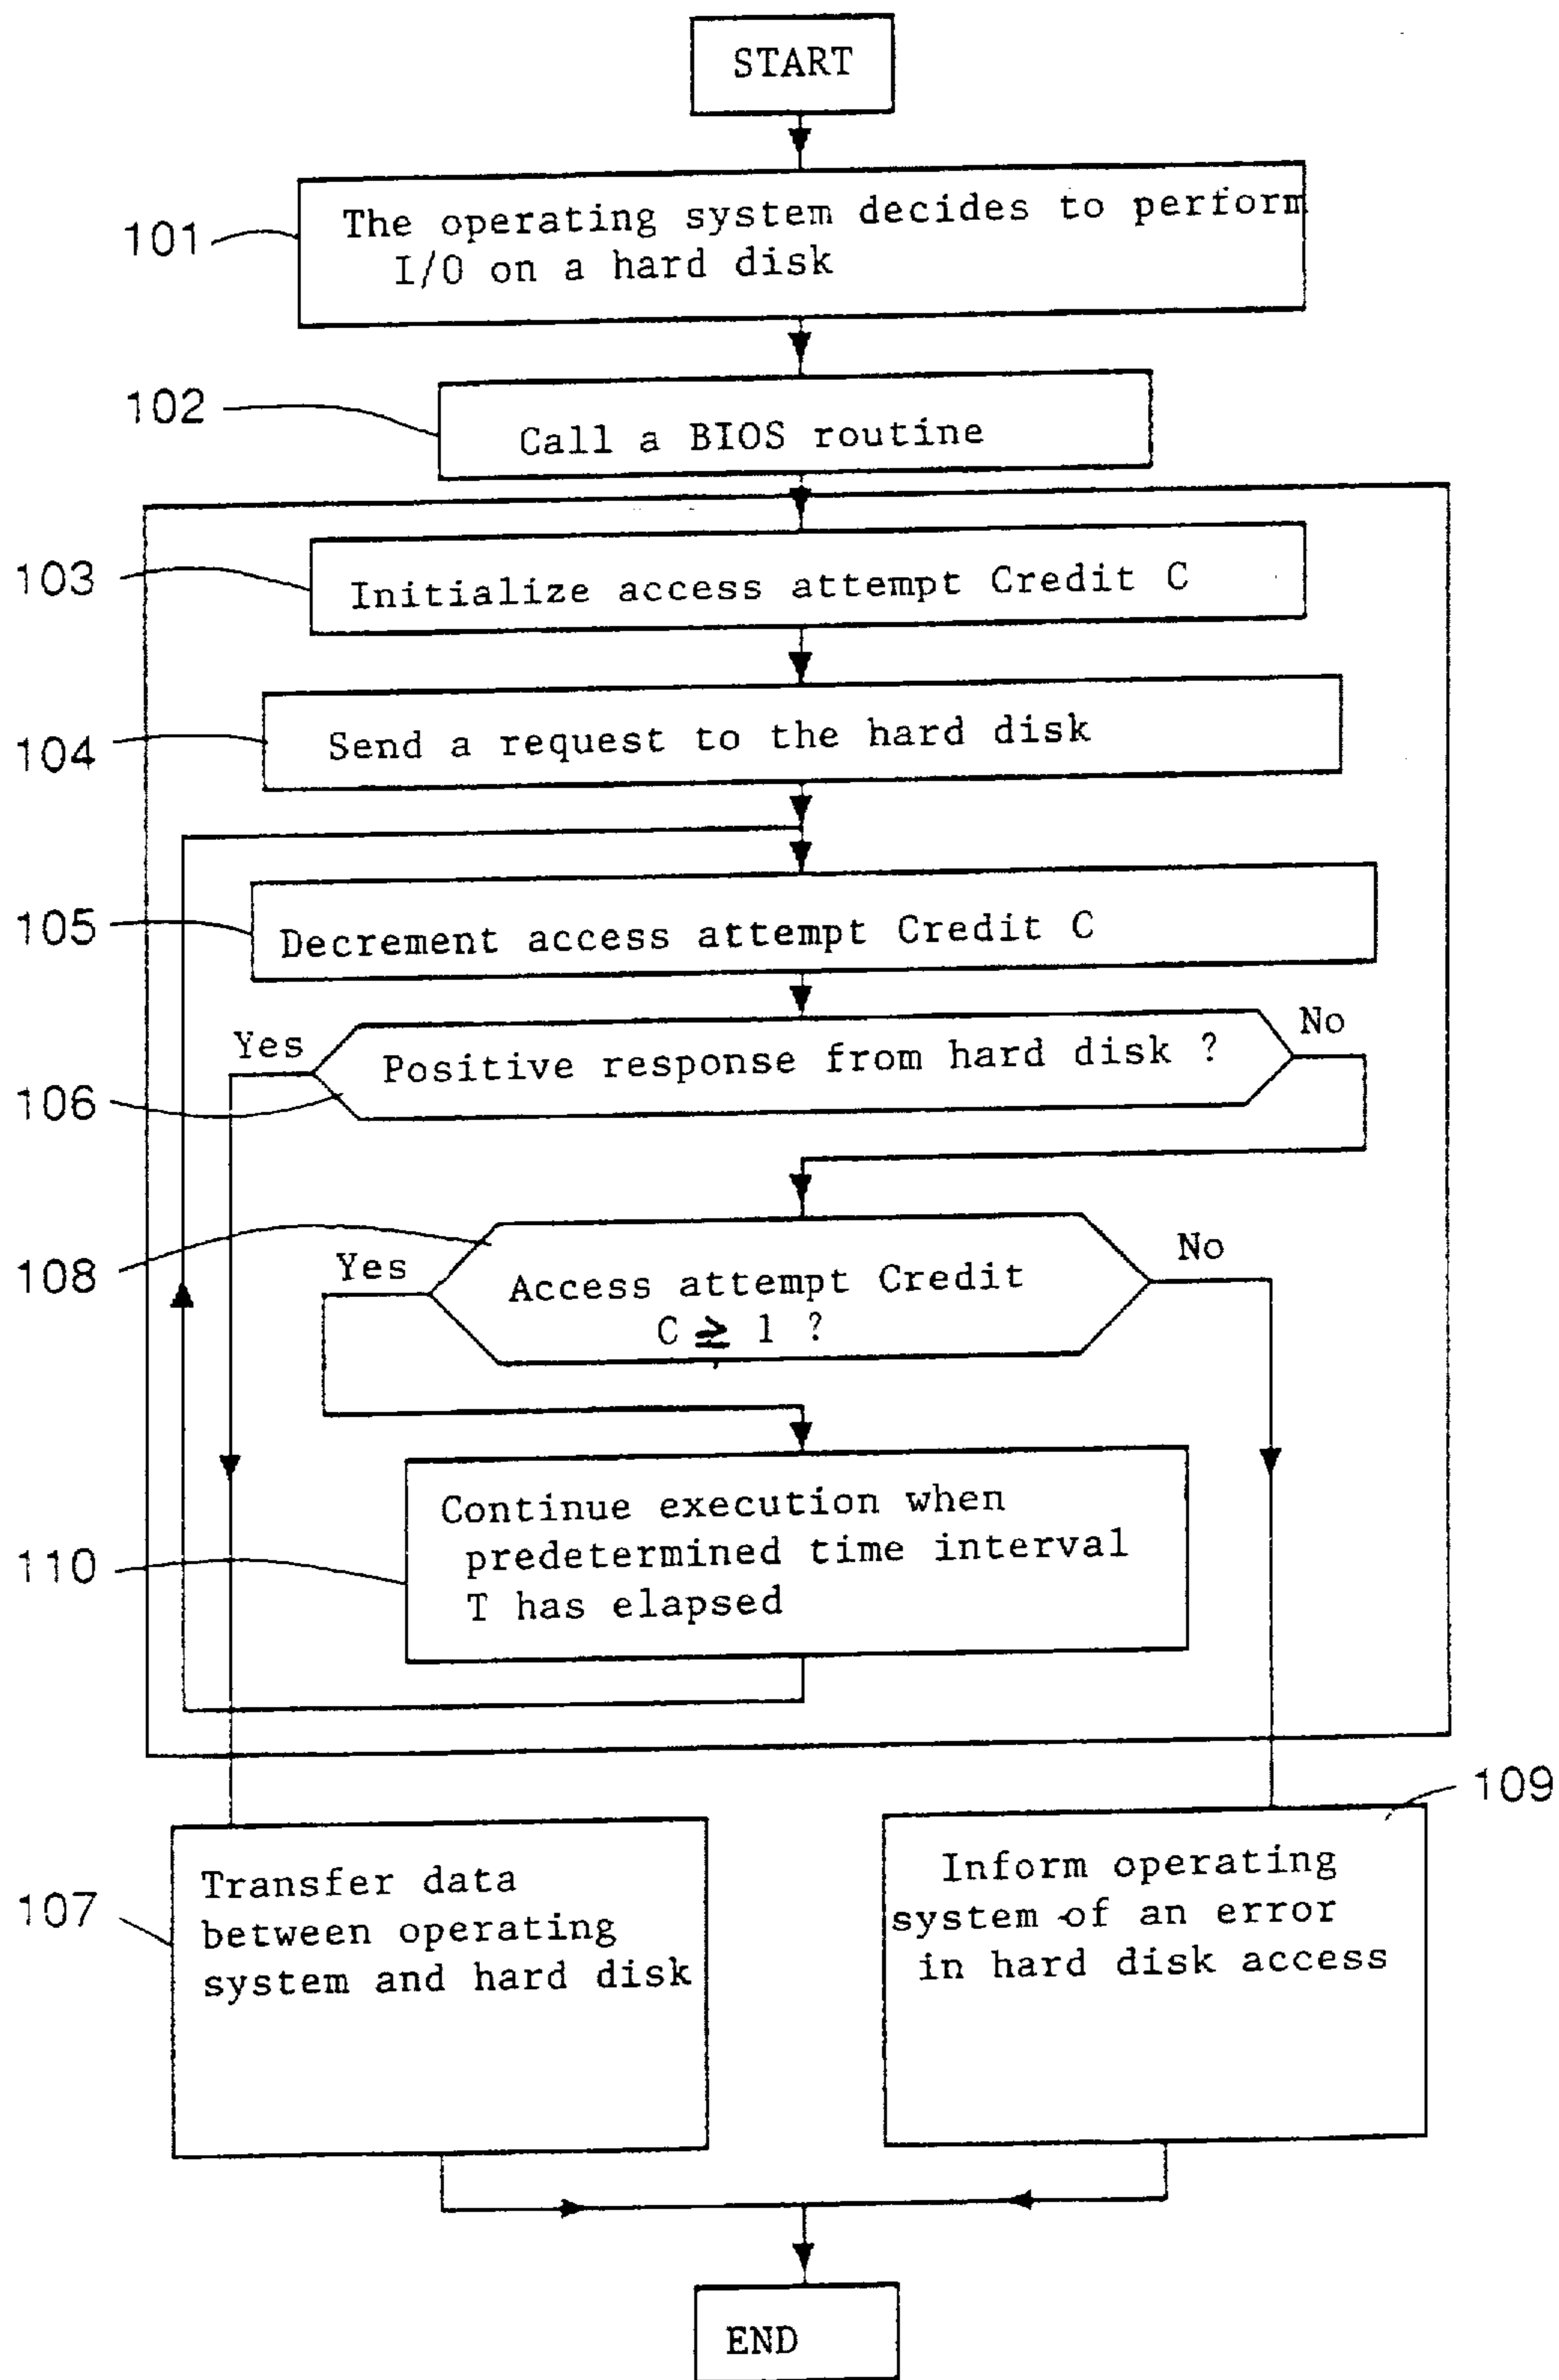 START
101
The operating system decides to perform
I/O on a hard disk
102
Call a BIOS routine
103
Initialize access attempt Credit C
104
Send a request to the hard disk
105
Decrement access attempt Credit C
Yes
No
106
Positive response from hard disk ?
108
Yes
No
Access attempt Credit
C ≥ 1 ?
110
Continue execution when
predetermined time interval
T has elapsed
109
107
Transfer data
between operating
system and hard disk
Inform operating
system of an error
in hard disk access
END